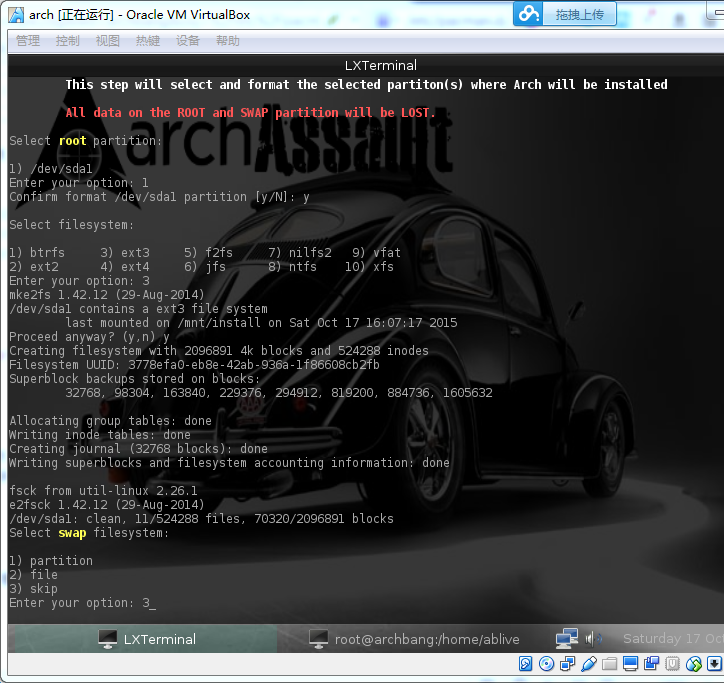 arch [正在运行] - Oracle VM VirtualBox
拖拽上传
管理 控制 视图 热键 设备 帮助
LXTerminal
This step will select and format the selected partiton(s) where Arch will be installed
All data on the ROOT and SWAP partition will be LOST.
archAssault
Select root partition:
1) /dev/sda1
Enter your option: 1
Confirm format /dev/sda1 partition [y/N]: y
Select filesystem:
1) btrfs 3) ext3 5) f2fs 7) nilfs2 9) vfat
2) ext2 4) ext4 6) jfs 8) ntfs 10) xfs
Enter your option: 3
mke2fs 1.42.12 (29-Aug-2014)
/dev/sda1 contains a ext3 file system
last mounted on /mnt/install on Sat Oct 17 16:07:17 2015
Proceed anyway? (y,n) y
Creating filesystem with 2096891 4k blocks and 524288 inodes
Filesystem UUID: 3778efa0-eb8e-42ab-936a-1f86608cb2fb
Superblock backups stored on blocks:
32768, 98304, 163840, 229376, 294912, 819200, 884736, 1605632
Allocating group tables: done
Writing inode tables: done
Creating journal (32768 blocks): done
Writing superblocks and filesystem accounting information: done
fsck from util-linux 2.26.1
e2fsck 1.42.12 (29-Aug-2014)
/dev/sda1: clean, 11/524288 files, 70320/2096891 blocks
Select swap filesystem:
1) partition
2) file
3) skip
Enter your option: 3_
LXTerminal root@archbang:/home/ablive Saturday 17 Oc